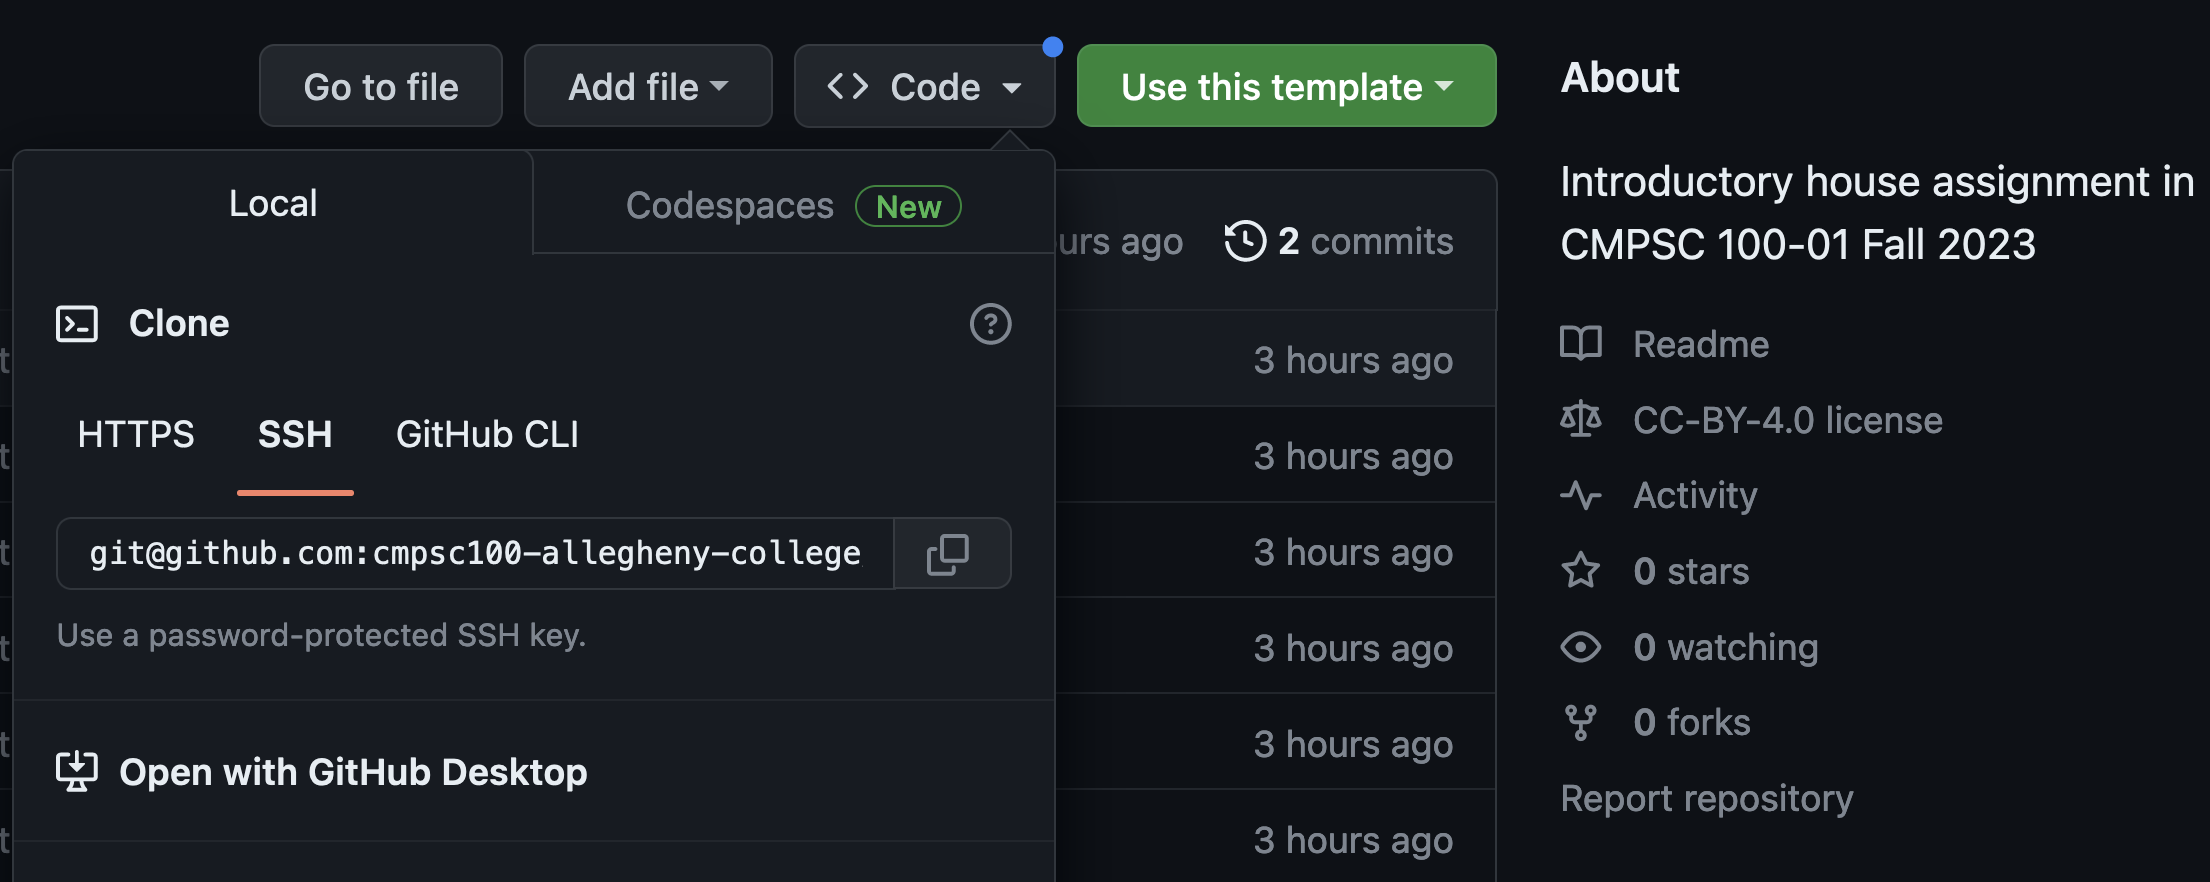 Go to file
Add file
Code
Use this template
Local
Codespaces New
Clone
HTTPS SSH GitHub CLI
git@github.com:cmpsc100-allegheny-college
Use a password-protected SSH key.
Open with GitHub Desktop
ago
2 commits
3 hours ago
3 hours ago
3 hours ago
3 hours ago
3 hours ago
3 hours ago
About
Introductory house assignment in
CMPSC 100-01 Fall 2023
Readme
CC-BY-4.0 license
Activity
0 stars
0 watching
0 forks
Report repository